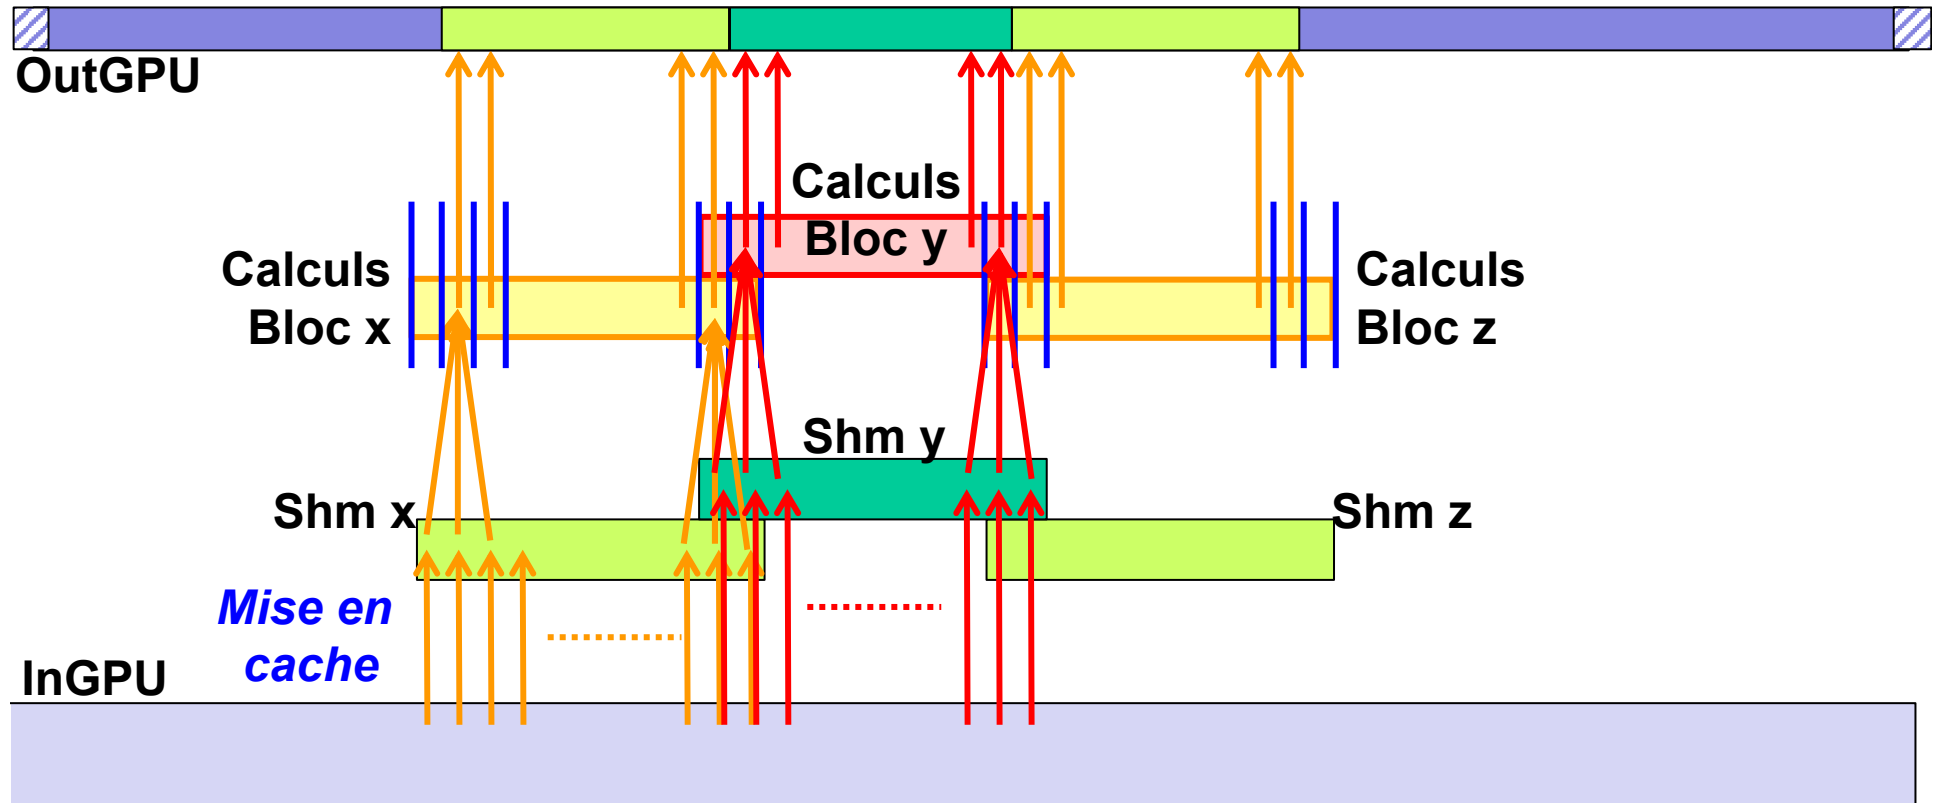 OutGPU
Calculs
Bloc y
Calculs
Bloc x
Calculs
Bloc z
Shm y
Shm x
Shm z
Mise en
cache
InGPU